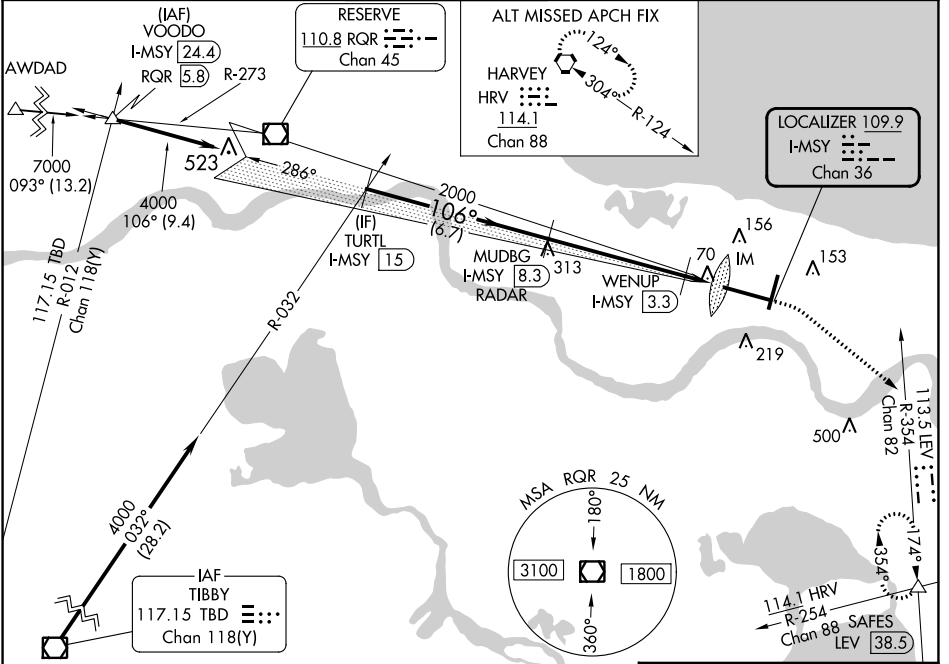 (IAF)
VOODO
I-MSY 24.4
RQR 5.8
R-273
AWDAD
7000
093° (13.2)
4000
106° (9.4)
RESERVE
110.8 RQR
Chan 45
523
286°
ALT MISSED APCH FIX
124°
304°
R-124
HARVEY
HRV
114.1
Chan 88
LOCALIZER 109.9
I-MSY
Chan 36
2000
106°
(6.7)
(IF)
TURTL
I-MSY 15
MUDBG
I-MSY 8.3
RADAR
313
WENUP
I-MSY 3.3
70
IM
156
153
219
500
117.15 TBD
R-012
Chan 118(Y)
R-032
4000
032°
(28.2)
IAF
TIBBY
117.15 TBD
Chan 118(Y)
MSA RQR 25 NM
180°
3100
1800
360°
113.5 LEV
R-354
Chan 82
354°
174°
114.1 HRV
R-254
Chan 88
SAFES
LEV 38.5